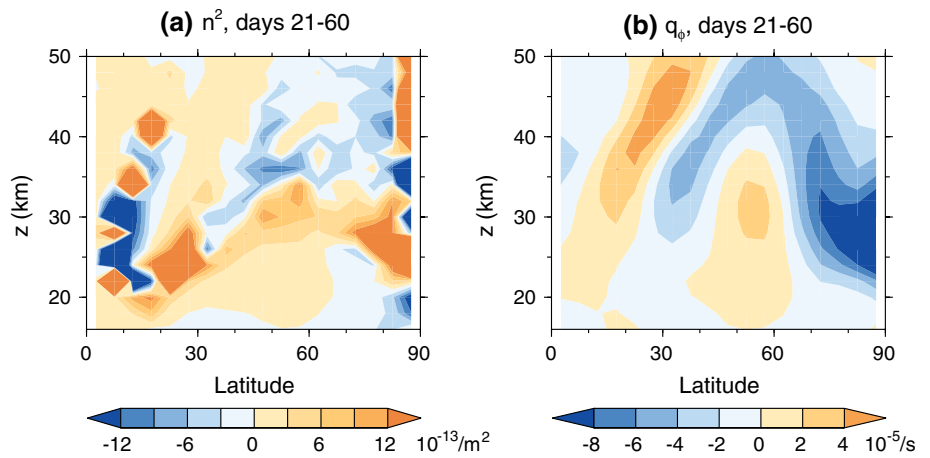 (a) n², days 21-60
50
40
30
20
z (km)
0 30 60 90
Latitude
-12 -6 0 6 12 10⁻¹³/m²
(b) qϕ, days 21-60
50
40
30
20
z (km)
0 30 60 90
Latitude
-8 -6 -4 -2 0 2 4 10⁻⁵/s